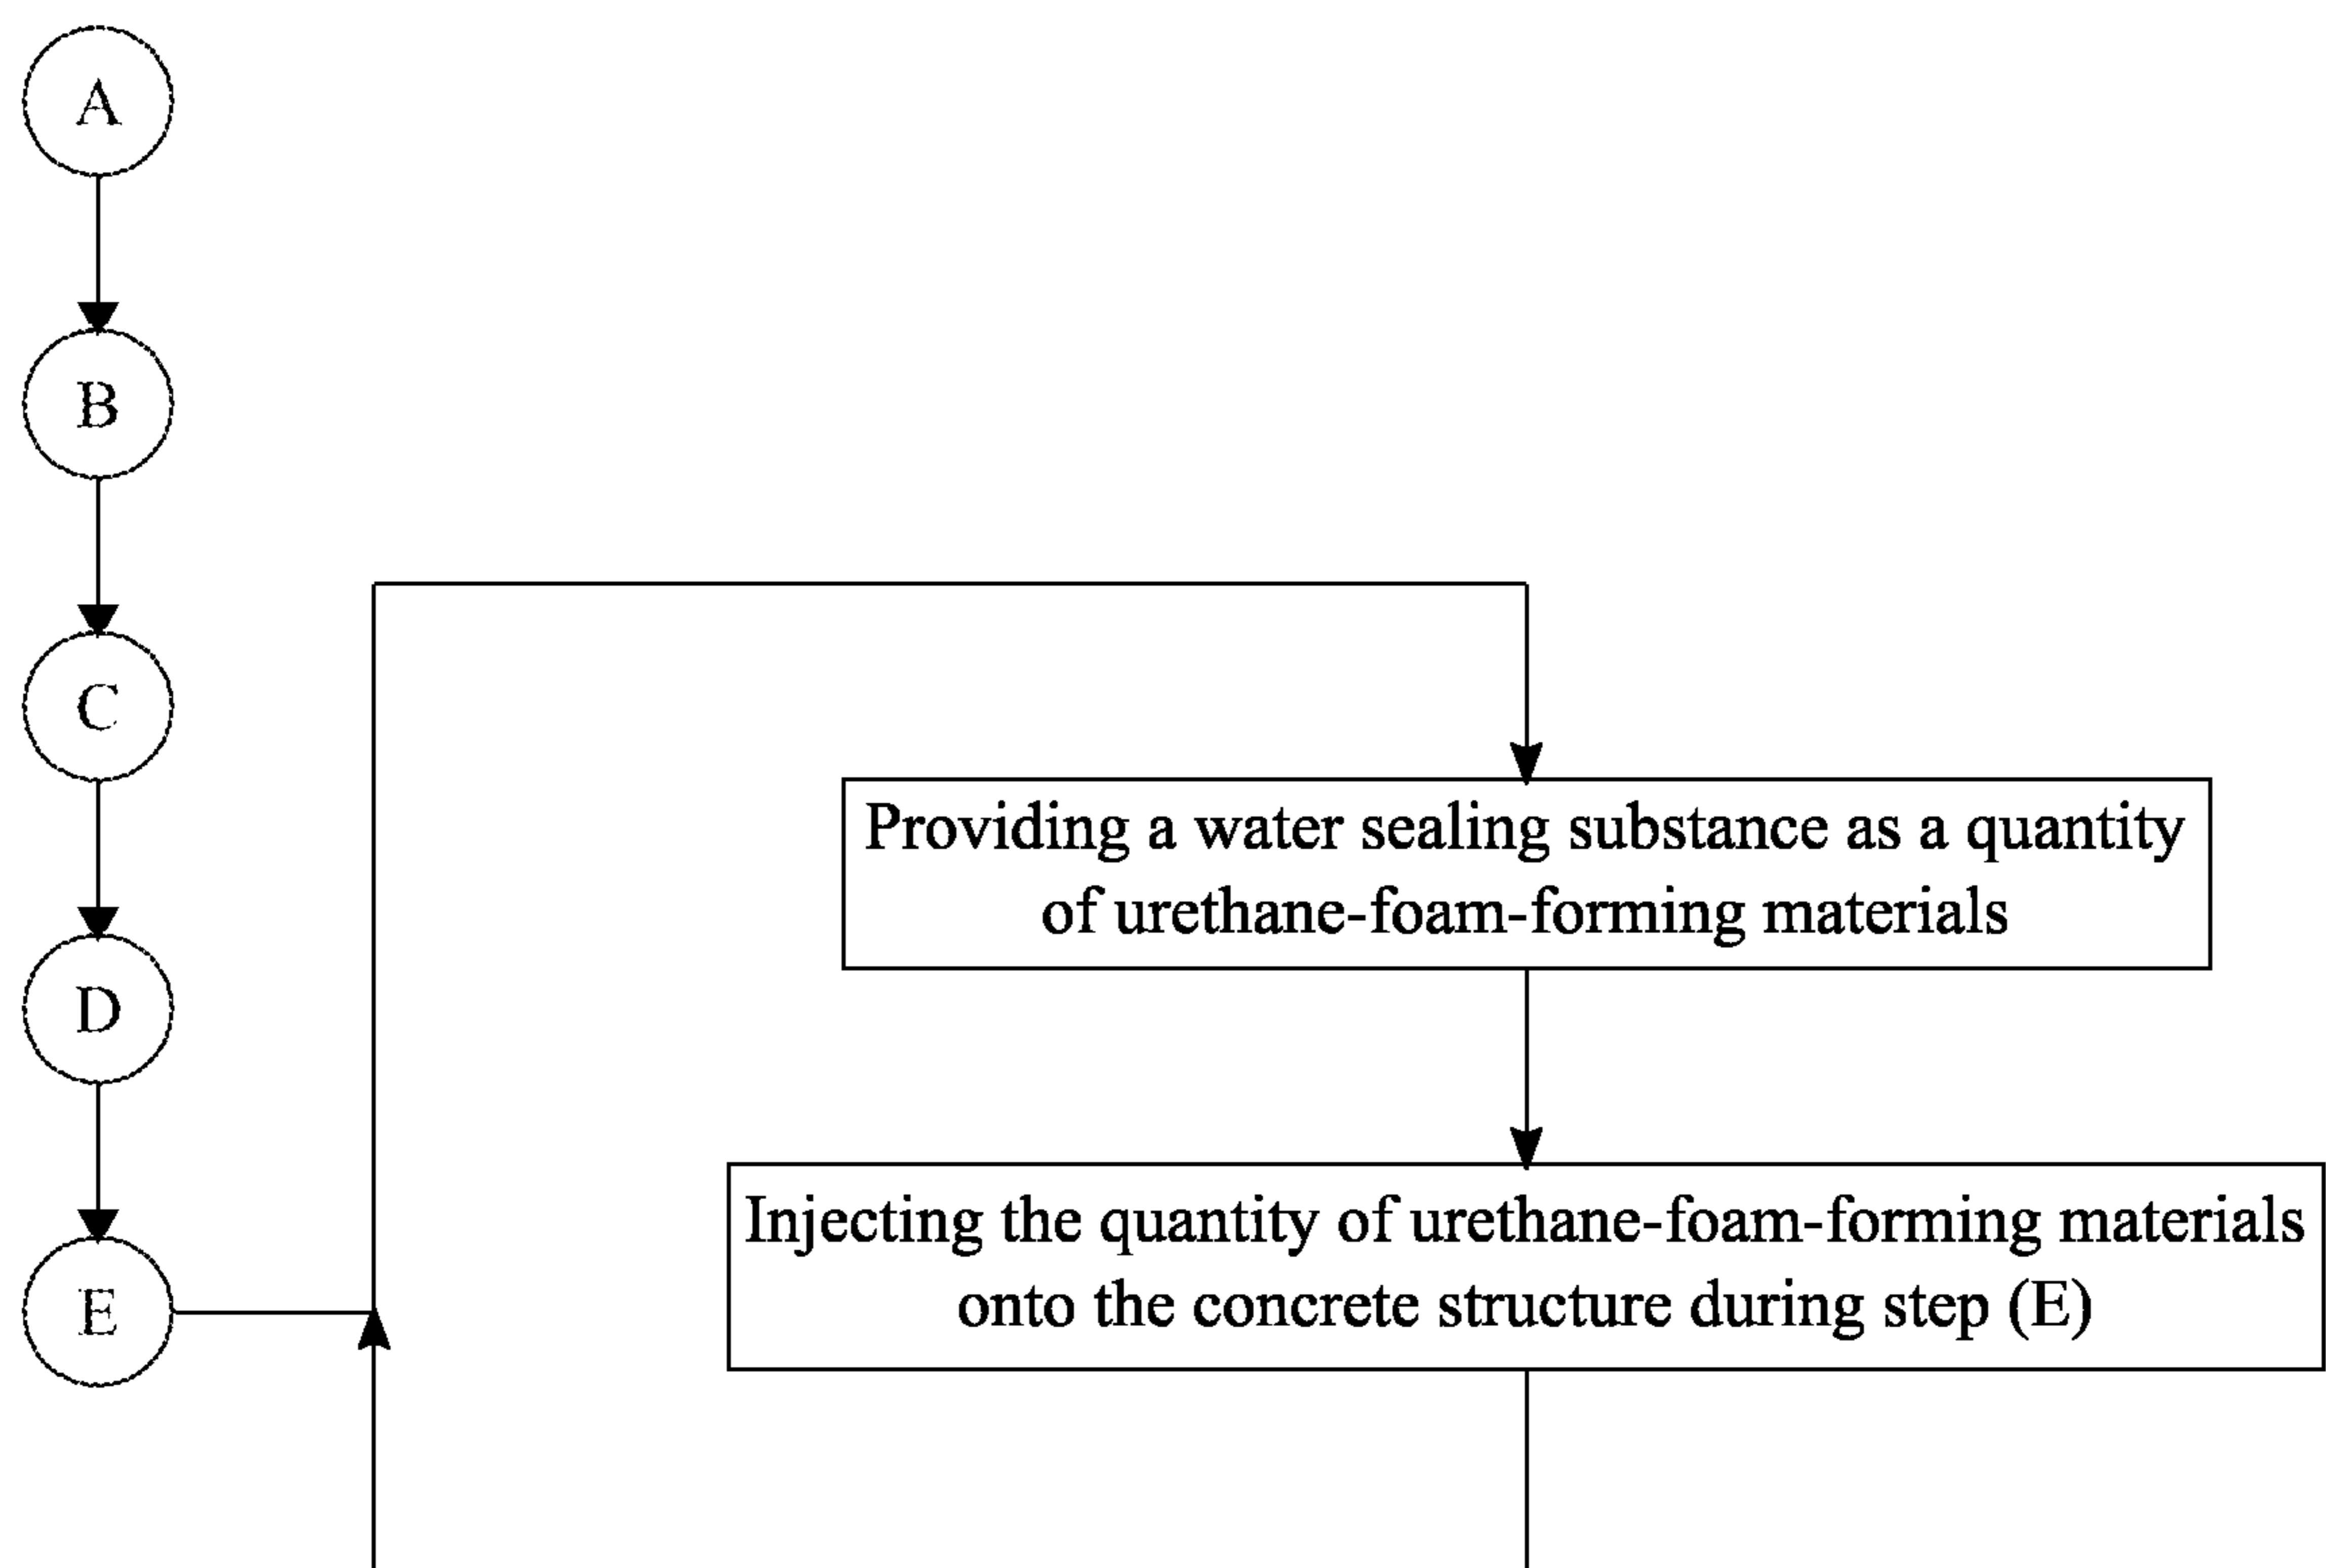 A
B
C
D
E
Providing a water sealing substance as a quantity
of urethane-foam-forming materials
Injecting the quantity of urethane-foam-forming materials
onto the concrete structure during step (E)